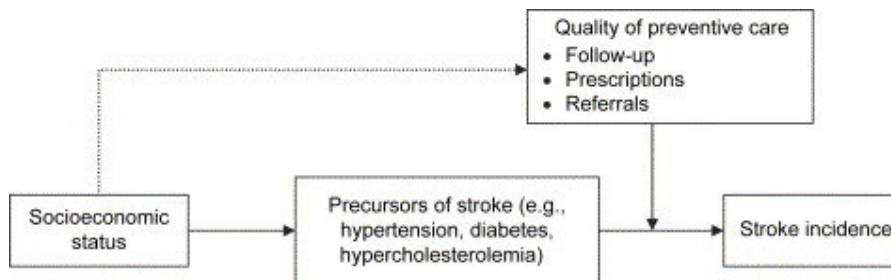 Quality of preventive care
• Follow-up
• Prescriptions
• Referrals
Socioeconomic
status
Precursors of stroke (e.g.,
hypertension, diabetes,
hypercholesterolemia)
Stroke incidence